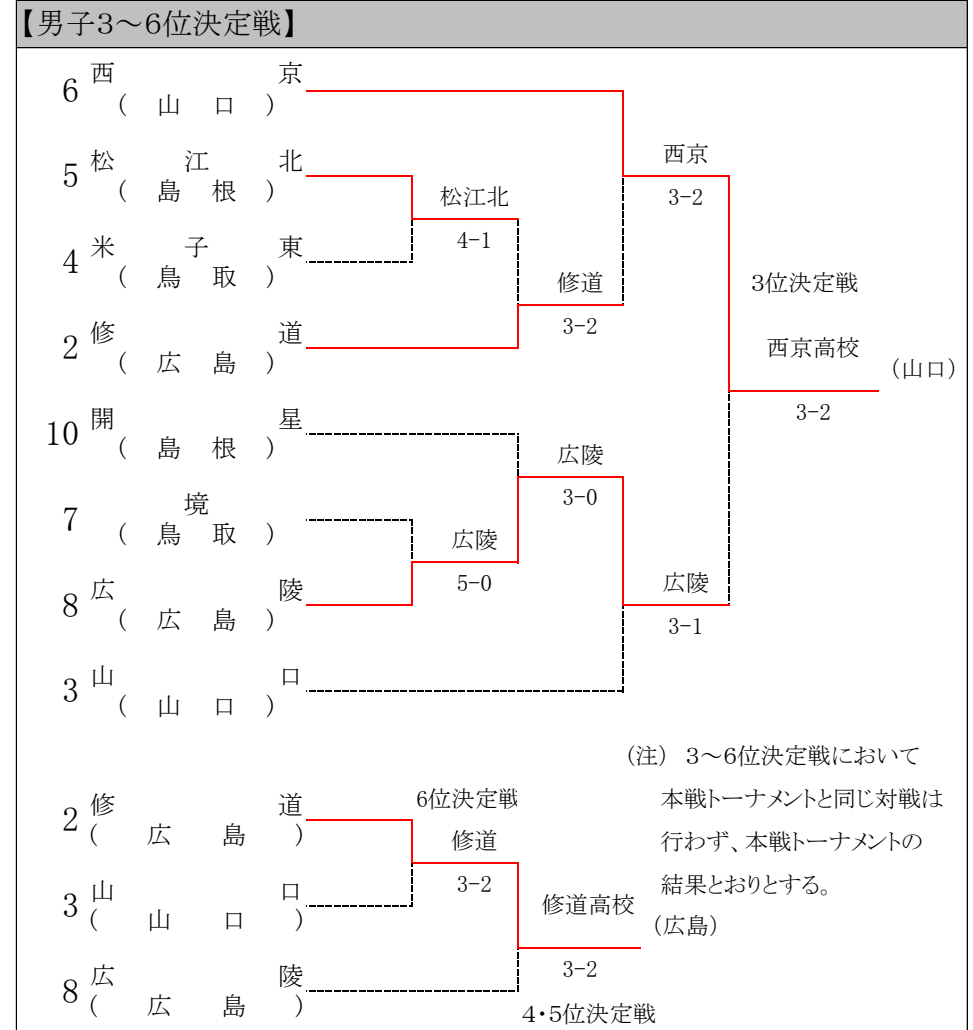 【男子3～6位決定戦】
6 西京
（山口）
西京
5 松江北
（島根）
松江北
3-2
4-1
4 米子東
（鳥取）
修道
3位決定戦
3-2
2 修道
（広島）
西京高校
（山口）
3-2
10 開星
（島根）
広陵
3-0
7 境
（鳥取）
広陵
5-0
広陵
8 広陵
（広島）
3-1
3 山口
（山口）
（注） 3～6位決定戦において
本戦トーナメントと同じ対戦は
行わず、本戦トーナメントの
結果とおりとする。
6位決定戦
2 修道
（広島）
修道
3-2
3 山口
（山口）
修道高校
（広島）
3-2
8 広陵
（広島）
4・5位決定戦